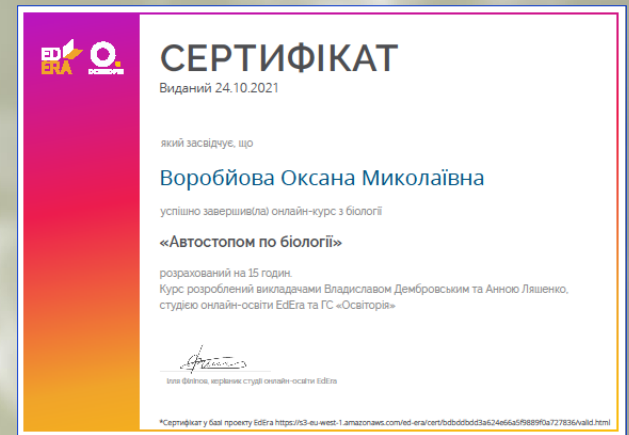 ED
ERA
ОСВІТОРІЯ
СЕРТИФІКАТ
Виданий 24.10.2021
який засвідчує, що
Воробйова Оксана Миколаївна
успішно завершив(ла) онлайн-курс з біології
«Автостопом по біології»
розрахований на 15 годин.
Курс розроблений викладачами Владиславом Дембровським та Анною Ляшенко,
студією онлайн-освіти EdEra та ГС «Освіторія»
Ілля Філіпов, керівник студії онлайн-освіти EdEra
*Сертифікат у базі проекту EdEra https://s3-eu-west-1.amazonaws.com/ed-era/cert/bdbddbdd3a624e66a5f9889f0a727836/valid.html